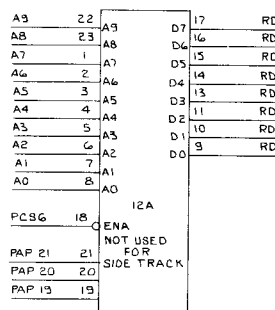 A9 22 A9 D7 17 RD
A8 23 A8 D6 16 RD
A7 1 A7 D5 15 RD
A6 2 A6 D4 14 RD
A5 3 A5 D3 13 RD
A4 4 A4 D2 11 RD
A3 5 A3 D1 10 RD
A2 6 A2 D0 9 RD
A1 7 A1
A0 8 A0
12A
PCS6 18 ENA
NOT USED
FOR
SIDE TRACK
PAP 21 21
PAP 20 20
PAP 19 19